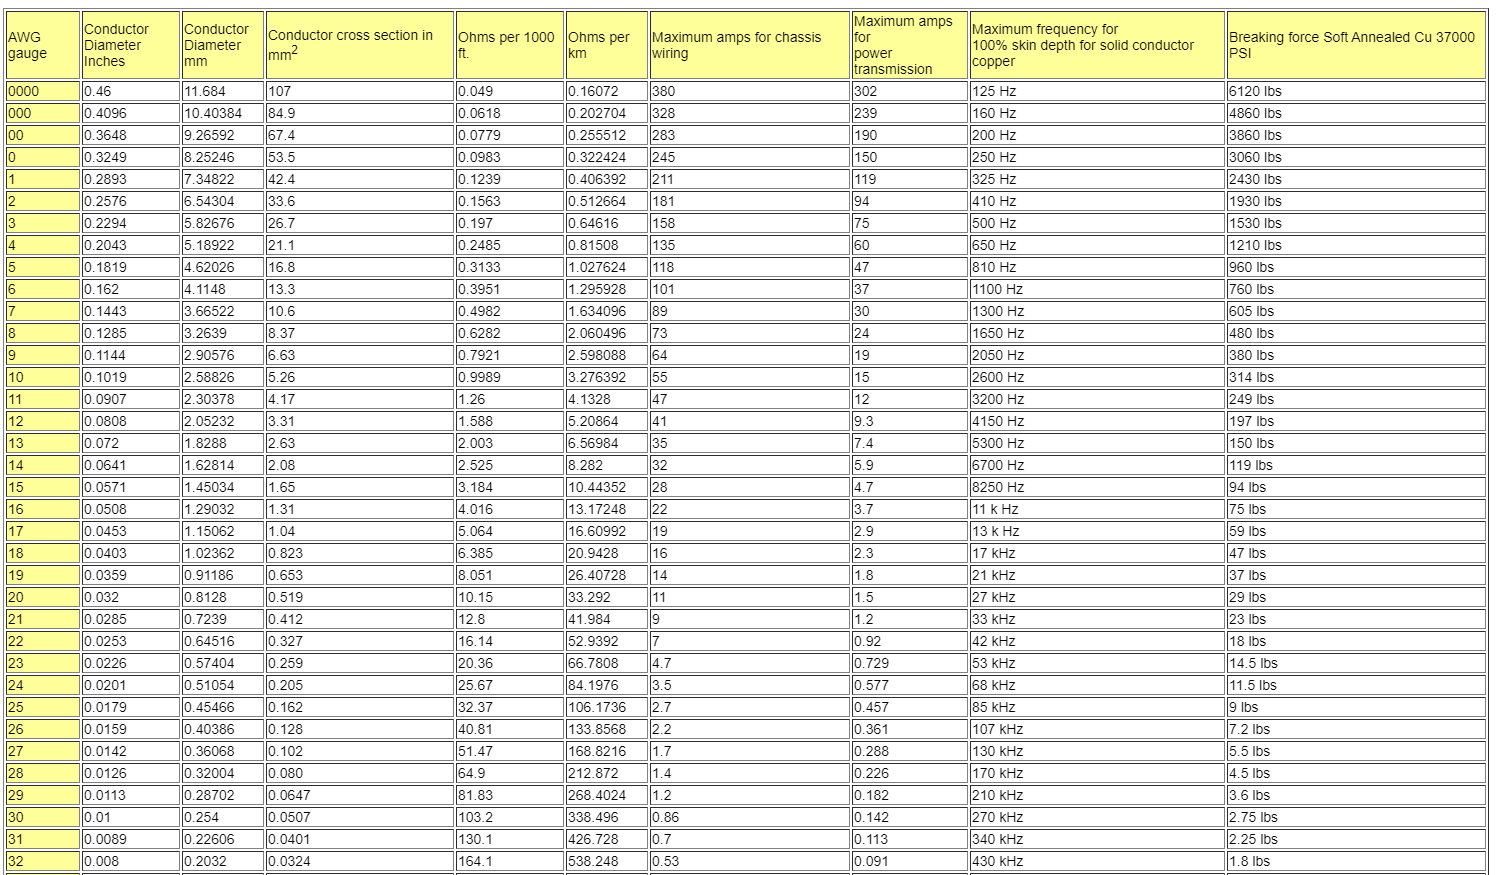 AWG gauge Conductor Diameter Inches Conductor Diameter mm Conductor cross section in mm2 Ohms per 1000 ft. Ohms per km Maximum amps for chassis wiring Maximum amps for power transmission Maximum frequency for 100% skin depth for solid conductor copper Breaking force Soft Annealed Cu 37000 PSI
0000 0.46 11.684 107 0.049 0.16072 380 302 125 Hz 6120 lbs
000 0.4096 10.40384 84.9 0.0618 0.202704 328 239 160 Hz 4860 lbs
00 0.3648 9.26592 67.4 0.0779 0.255512 283 190 200 Hz 3860 lbs
0 0.3249 8.25246 53.5 0.0983 0.322424 245 150 250 Hz 3060 lbs
1 0.2893 7.34822 42.4 0.1239 0.406392 211 119 325 Hz 2430 lbs
2 0.2576 6.54304 33.6 0.1563 0.512664 181 94 410 Hz 1930 lbs
3 0.2294 5.82676 26.7 0.197 0.64616 158 75 500 Hz 1530 lbs
4 0.2043 5.18922 21.1 0.2485 0.81508 135 60 650 Hz 1210 lbs
5 0.1819 4.62026 16.8 0.3133 1.027624 118 47 810 Hz 960 lbs
6 0.162 4.1148 13.3 0.3951 1.295928 101 37 1100 Hz 760 lbs
7 0.1443 3.66522 10.6 0.4982 1.634096 89 30 1300 Hz 605 lbs
8 0.1285 3.2639 8.37 0.6282 2.060496 73 24 1650 Hz 480 lbs
9 0.1144 2.90576 6.63 0.7921 2.598088 64 19 2050 Hz 380 lbs
10 0.1019 2.58826 5.26 0.9989 3.276392 55 15 2600 Hz 314 lbs
11 0.0907 2.30378 4.17 1.26 4.1328 47 12 3200 Hz 249 lbs
12 0.0808 2.05232 3.31 1.588 5.20864 41 9.3 4150 Hz 197 lbs
13 0.072 1.8288 2.63 2.003 6.56984 35 7.4 5300 Hz 150 lbs
14 0.0641 1.62814 2.08 2.525 8.282 32 5.9 6700 Hz 119 lbs
15 0.0571 1.45034 1.65 3.184 10.44352 28 4.7 8250 Hz 94 lbs
16 0.0508 1.29032 1.31 4.016 13.17248 22 3.7 11 k Hz 75 lbs
17 0.0453 1.15062 1.04 5.064 16.60992 19 2.9 13 k Hz 59 lbs
18 0.0403 1.02362 0.823 6.385 20.9428 16 2.3 17 kHz 47 lbs
19 0.0359 0.91186 0.653 8.051 26.40728 14 1.8 21 kHz 37 lbs
20 0.032 0.8128 0.519 10.15 33.292 11 1.5 27 kHz 29 lbs
21 0.0285 0.7239 0.412 12.8 41.984 9 1.2 33 kHz 23 lbs
22 0.0253 0.64516 0.327 16.14 52.9392 7 0.92 42 kHz 18 lbs
23 0.0226 0.57404 0.259 20.36 66.7808 4.7 0.729 53 kHz 14.5 lbs
24 0.0201 0.51054 0.205 25.67 84.1976 3.5 0.577 68 kHz 11.5 lbs
25 0.0179 0.45466 0.162 32.37 106.1736 2.7 0.457 85 kHz 9 lbs
26 0.0159 0.40386 0.128 40.81 133.8568 2.2 0.361 107 kHz 7.2 lbs
27 0.0142 0.36068 0.102 51.47 168.8216 1.7 0.288 130 kHz 5.5 lbs
28 0.0126 0.32004 0.080 64.9 212.872 1.4 0.226 170 kHz 4.5 lbs
29 0.0113 0.28702 0.0647 81.83 268.4024 1.2 0.182 210 kHz 3.6 lbs
30 0.01 0.254 0.0507 103.2 338.496 0.86 0.142 270 kHz 2.75 lbs
31 0.0089 0.22606 0.0401 130.1 426.728 0.7 0.113 340 kHz 2.25 lbs
32 0.008 0.2032 0.0324 164.1 538.248 0.53 0.091 430 kHz 1.8 lbs